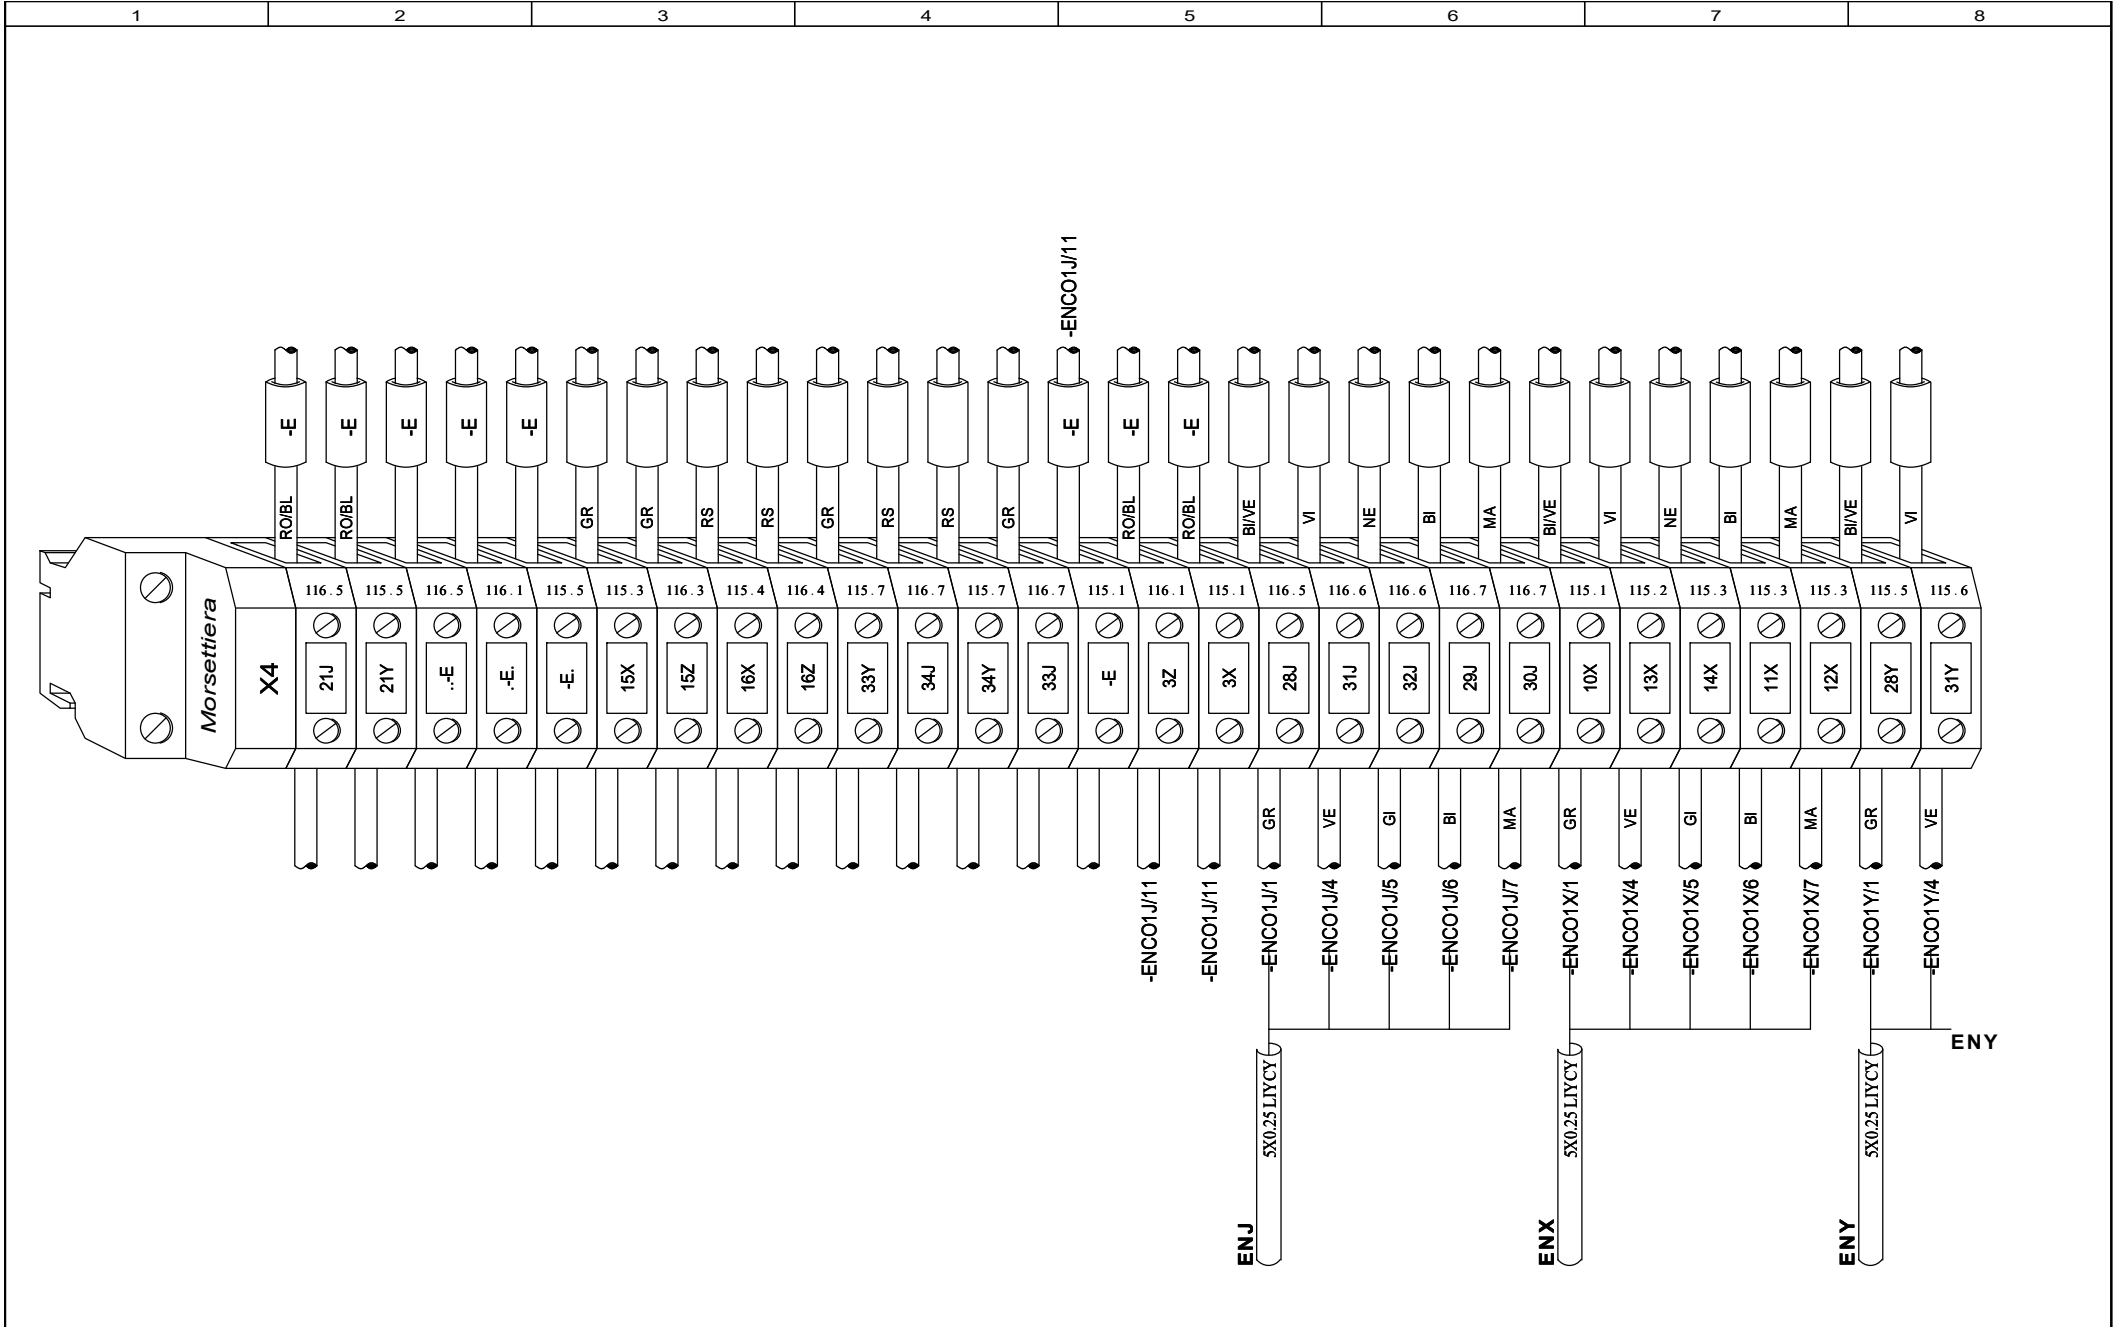 1 2 3 4 5 6 7 8
-ENCO1J/11
-E -E -E -E -E -E -E -E
RO/BL RO/BL GR GR RS RS GR RS RS GR RO/BL RO/BL BI/VE VI NE BI MA BI/VE VI NE BI MA BI/VE VI
116.5 115.5 116.5 116.1 115.5 115.3 116.3 115.4 116.4 115.7 116.7 115.7 116.7 115.1 116.1 115.1 116.5 116.6 116.6 116.7 116.7 115.1 115.2 115.3 115.3 115.3 115.5 115.6
Morsettiera
X4
21J 21Y ..-E .-E. -E. 15X 15Z 16X 16Z 33Y 34J 34Y 33J -E 3Z 3X 28J 31J 32J 29J 30J 10X 13X 14X 11X 12X 28Y 31Y
GR VE GI BI MA GR VE GI BI MA GR VE
-ENCO1J/11 -ENCO1J/11 -ENCO1J/1 -ENCO1J/4 -ENCO1J/5 -ENCO1J/6 -ENCO1J/7 -ENCO1X/1 -ENCO1X/4 -ENCO1X/5 -ENCO1X/6 -ENCO1X/7 -ENCO1Y/1 -ENCO1Y/4
ENY
5X0.25 LIYCY 5X0.25 LIYCY 5X0.25 LIYCY
ENJ ENX ENY